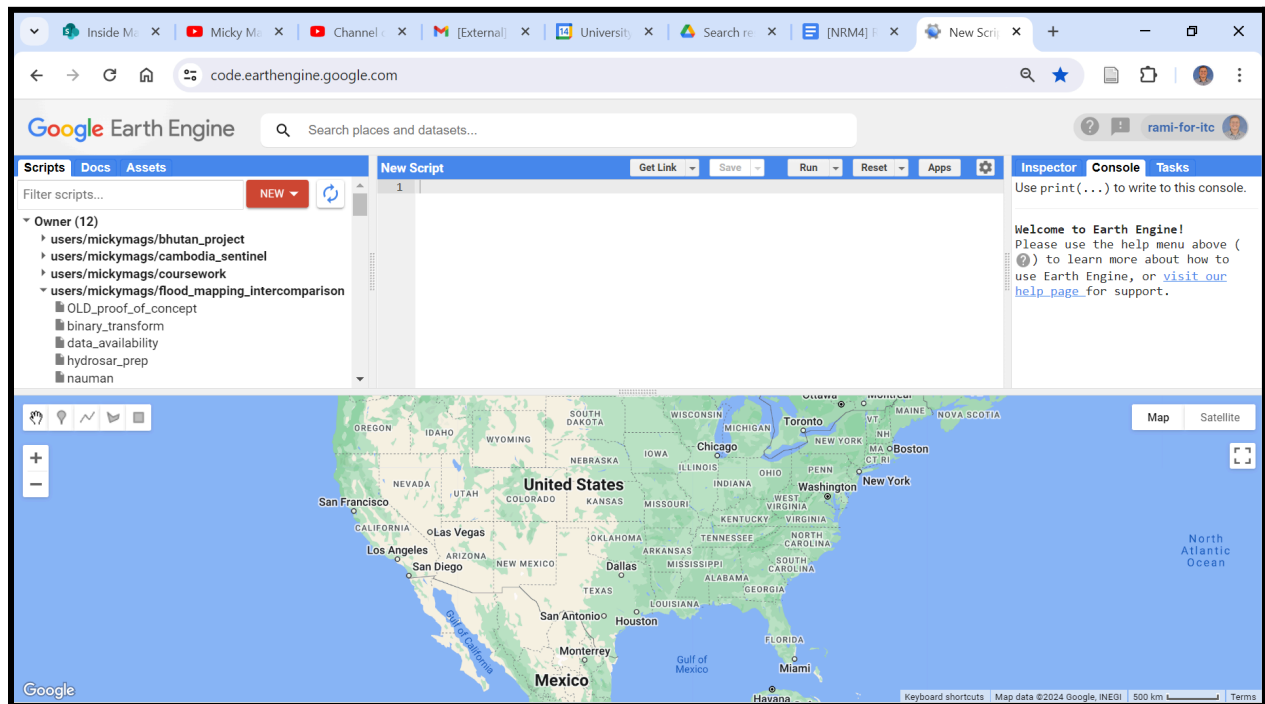 Inside Ma
Micky Ma
Channel c
[External]
14
University
Search re
[NRM4] F
New Scrip
code.earthengine.google.com
Google Earth Engine
Search places and datasets...
rami-for-itc
Scripts
Docs
Assets
New Script
Get Link
Save
Run
Reset
Apps
Inspector
Console
Tasks
Filter scripts...
NEW
1
Use print(...) to write to this console.
Owner (12)
users/mickymags/bhutan_project
users/mickymags/cambodia_sentinel
users/mickymags/coursework
users/mickymags/flood_mapping_intercomparison
OLD_proof_of_concept
binary_transform
data_availability
hydrosar_prep
nauman
Welcome to Earth Engine!
Please use the help menu above (
?) to learn more about how to
use Earth Engine, or visit our
help page for support.
Map
Satellite
Ottawa
Montreal
OREGON
IDAHO
WYOMING
SOUTH
DAKOTA
WISCONSIN
MICHIGAN
Toronto
VT
MAINE
NOVA SCOTIA
NH
NEW YORK
MA
Boston
CT RI
Chicago
IOWA
NEBRASKA
ILLINOIS
INDIANA
OHIO
PENN
New York
NEVADA
UTAH
COLORADO
United States
KANSAS
MISSOURI
WEST
VIRGINIA
Washington
San Francisco
KENTUCKY
VIRGINIA
CALIFORNIA
Las Vegas
OKLAHOMA
TENNESSEE
NORTH
CAROLINA
Los Angeles
ARIZONA
NEW MEXICO
ARKANSAS
San Diego
Dallas
MISSISSIPPI
SOUTH
CAROLINA
ALABAMA
TEXAS
GEORGIA
LOUISIANA
San Antonio
Houston
Gulf of California
FLORIDA
Monterrey
Gulf of
Mexico
Miami
Mexico
Havana
North
Atlantic
Ocean
Google
Keyboard shortcuts
Map data ©2024 Google, INEGI
500 km
Terms